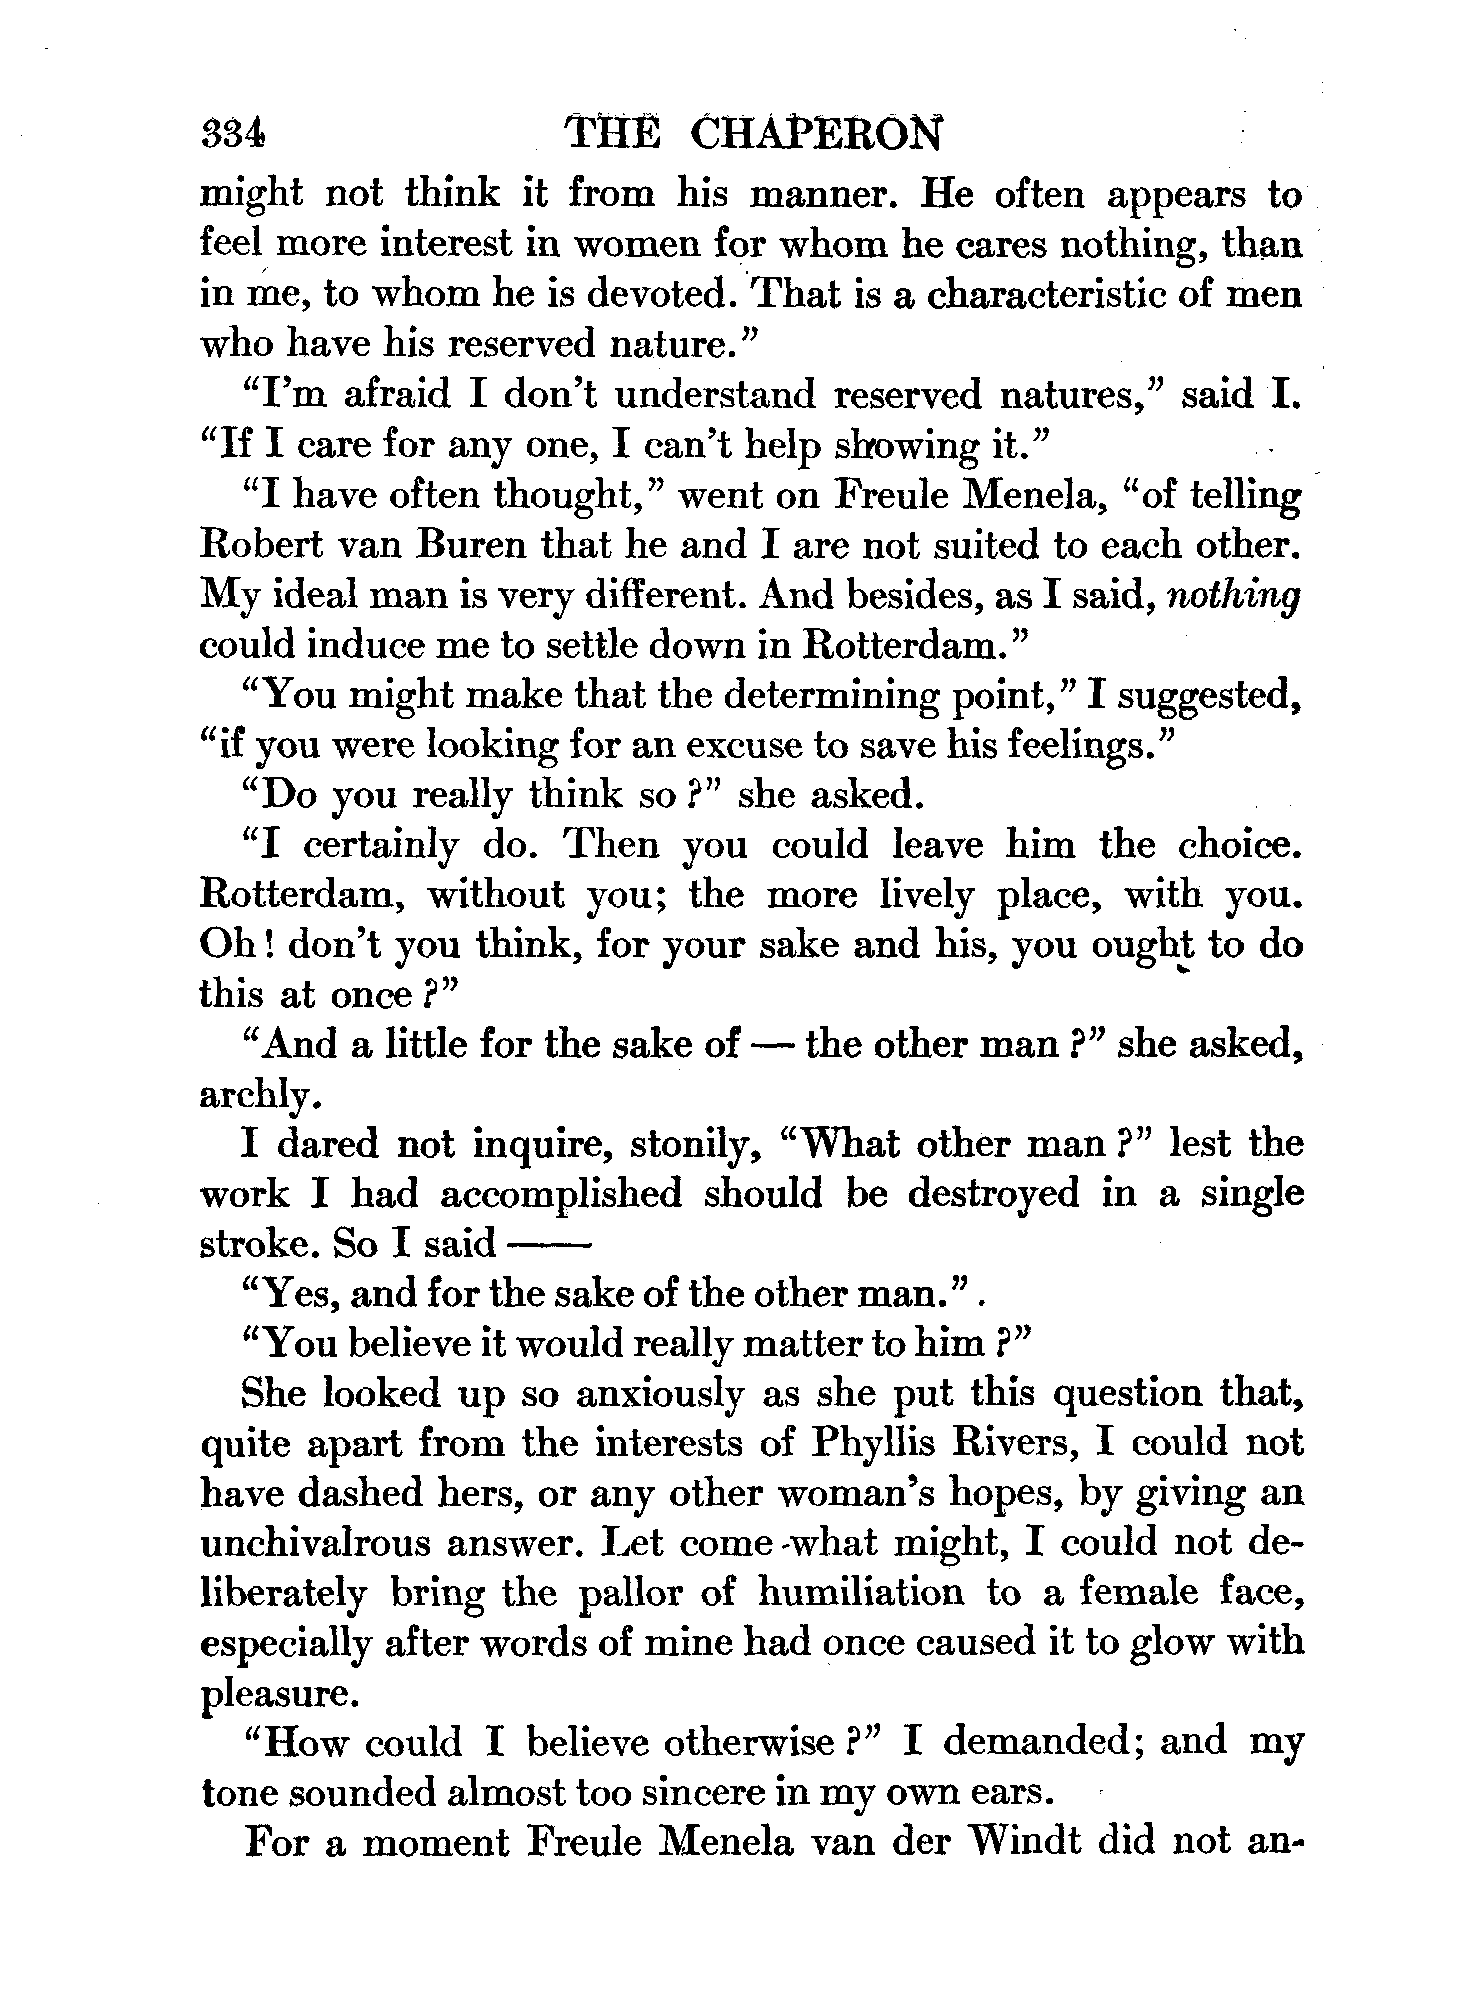 334 THE CHAPERON
might not think it from his manner. He often appears to
feel more interest in women for whom he cares nothing, than
in me, to whom he is devoted. That is a characteristic of men
who have his reserved nature."
"I'm afraid I don't understand reserved natures," said I.
"If I care for any one, I can't help showing it."
"I have often thought," went on Freule Menela, "of telling
Robert van Buren that he and I are not suited to each other.
My ideal man is very different. And besides, as I said, nothing
could induce me to settle down in Rotterdam."
"You might make that the determining point," I suggested,
"if you were looking for an excuse to save his feelings."
"Do you really think so?" she asked.
"I certainly do. Then you could leave him the choice.
Rotterdam, without you; the more lively place, with you.
Oh! don't you think, for your sake and his, you ought to do
this at once?"
"And a little for the sake of — the other man?" she asked,
archly.
I dared not inquire, stonily, "What other man?" lest the
work I had accomplished should be destroyed in a single
stroke. So I said ——
"Yes, and for the sake of the other man."
"You believe it would really matter to him?"
She looked up so anxiously as she put this question that,
quite apart from the interests of Phyllis Rivers, I could not
have dashed hers, or any other woman's hopes, by giving an
unchivalrous answer. Let come what might, I could not de-
liberately bring the pallor of humiliation to a female face,
especially after words of mine had once caused it to glow with
pleasure.
"How could I believe otherwise?" I demanded; and my
tone sounded almost too sincere in my own ears.
For a moment Freule Menela van der Windt did not an-